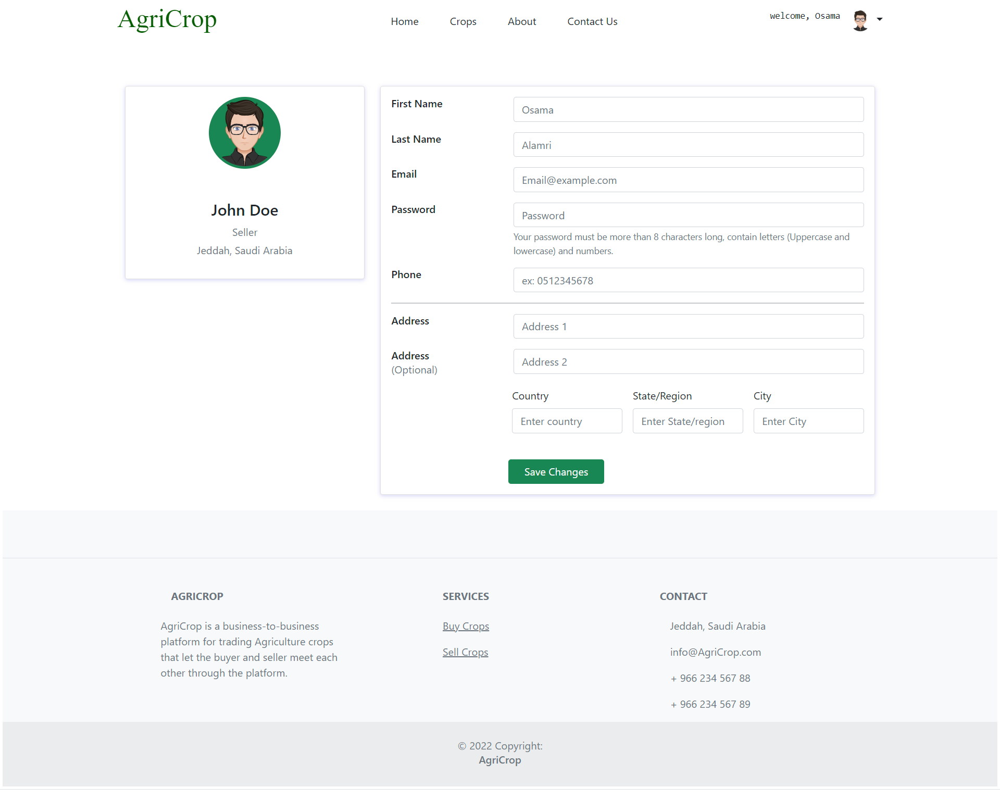 AgriCrop
Home
Crops
About
Contact Us
welcome, Osama
John Doe
Seller
Jeddah, Saudi Arabia
First Name
Osama
Last Name
Alamri
Email
Email@example.com
Password
Password
Your password must be more than 8 characters long, contain letters (Uppercase and
lowercase) and numbers.
Phone
ex: 0512345678
Address
Address 1
Address
(Optional)
Address 2
Country
State/Region
City
Enter country
Enter State/region
Enter City
Save Changes
AGRICROP
AgriCrop is a business-to-business
platform for trading Agriculture crops
that let the buyer and seller meet each
other through the platform.
SERVICES
Buy Crops
Sell Crops
CONTACT
Jeddah, Saudi Arabia
info@AgriCrop.com
+ 966 234 567 88
+ 966 234 567 89
© 2022 Copyright:
AgriCrop